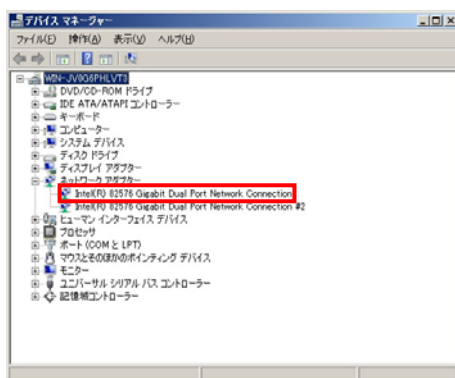 デバイス マネージャー
ファイル(F) 操作(A) 表示(V) ヘルプ(H)
WIN-JV8G6PHLVT3
DVD/CD-ROM ドライブ
IDE ATA/ATAPI コントローラー
キーボード
コンピューター
システム デバイス
ディスク ドライブ
ディスプレイ アダプター
ネットワーク アダプター
Intel(R) 82576 Gigabit Dual Port Network Connection
Intel(R) 82576 Gigabit Dual Port Network Connection #2
ヒューマン インターフェイス デバイス
プロセッサ
ポート (COM と LPT)
マウスとそのほかのポインティング デバイス
モニター
ユニバーサル シリアル バス コントローラー
記憶域コントローラー